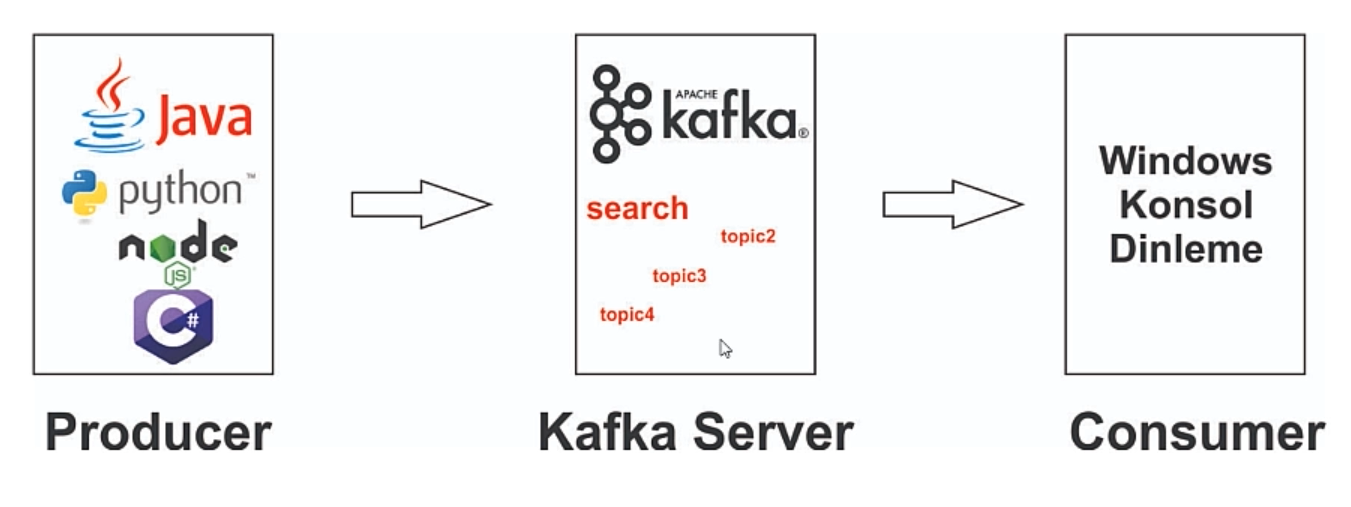 Java
python™
node
JS
C#
Producer
APACHE
kafka®
search
topic2
topic3
topic4
Kafka Server
Windows
Konsol
Dinleme
Consumer